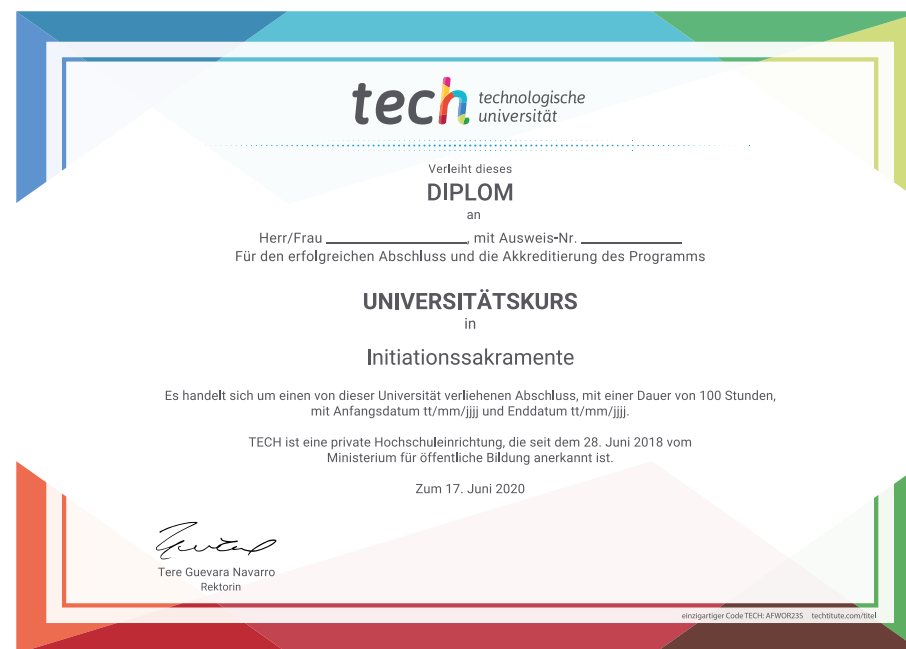 tech technologische
universität
Verleiht dieses
DIPLOM
an
Herr/Frau ____________________, mit Ausweis-Nr. ______________
Für den erfolgreichen Abschluss und die Akkreditierung des Programms
UNIVERSITÄTSKURS
in
Initiationssakramente
Es handelt sich um einen von dieser Universität verliehenen Abschluss, mit einer Dauer von 100 Stunden,
mit Anfangsdatum tt/mm/jjjj und Enddatum tt/mm/jjjj.
TECH ist eine private Hochschuleinrichtung, die seit dem 28. Juni 2018 vom
Ministerium für öffentliche Bildung anerkannt ist.
Zum 17. Juni 2020
Tere Guevara Navarro
Rektorin
einzigartiger Code TECH: AFWOR23S techtitute.com/titel